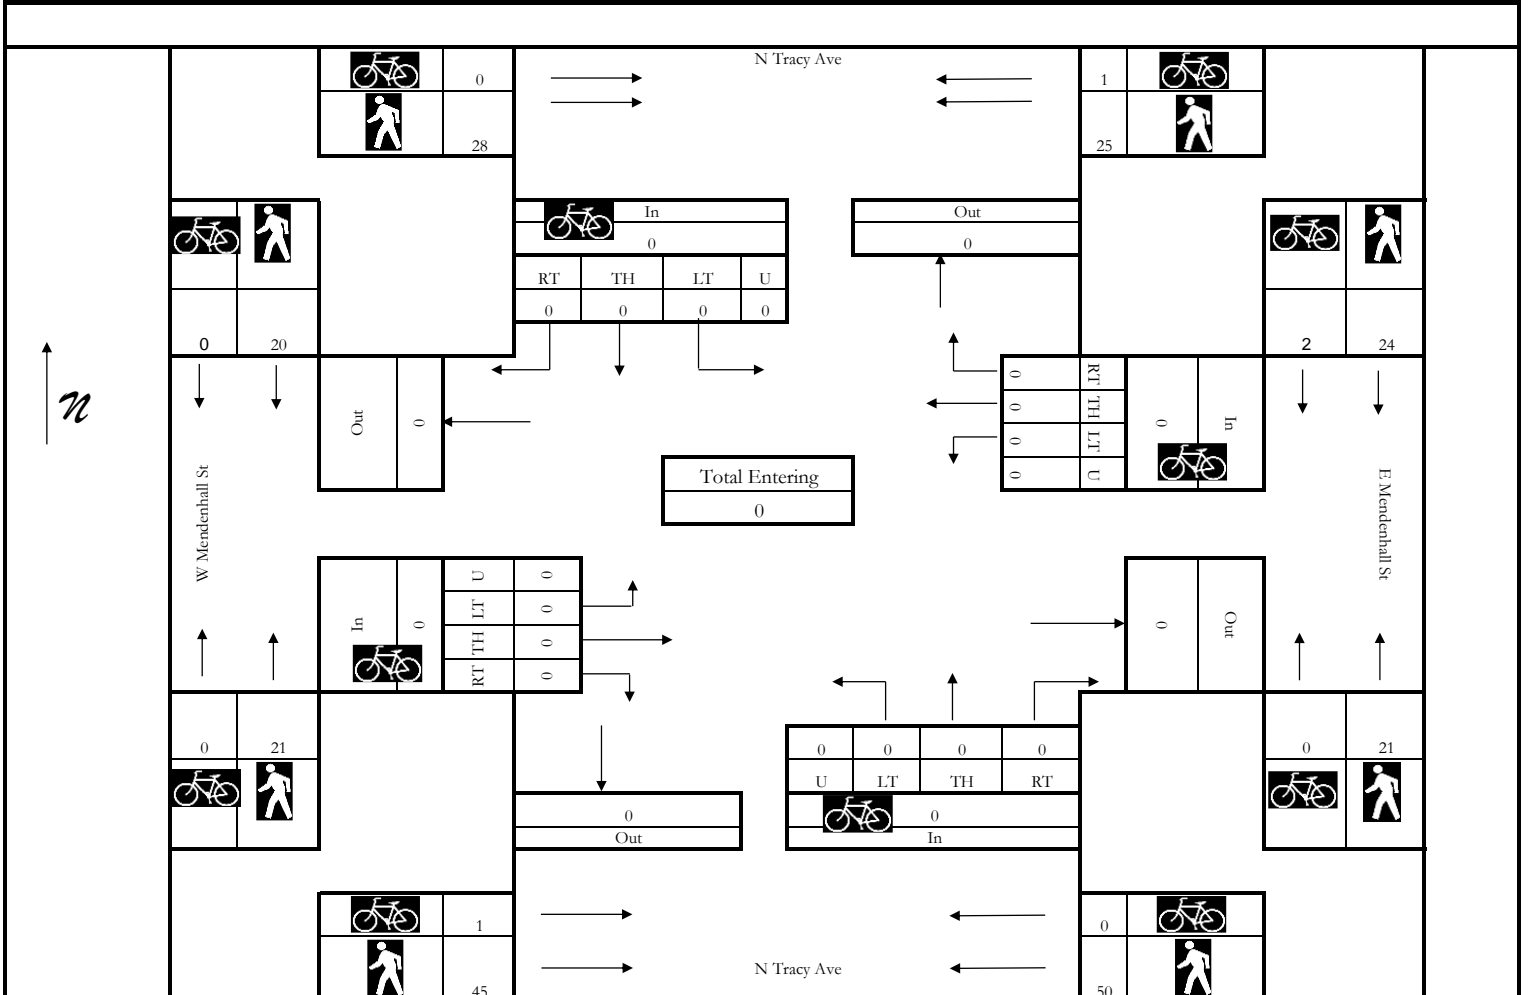 N Tracy Ave
0
1
28
25
In
Out
0
0
RT TH LT U
0 0 0 0
0 20
2 24
N
Out
0
0 RT
0 TH
0 LT
0 U
0
In
Total Entering
0
W Mendenhall St
E Mendenhall St
In
0
U 0
LT 0
TH 0
RT 0
0
Out
0 21
0 0 0 0
U LT TH RT
0 21
0
Out
0
In
1
0
N Tracy Ave
45
50